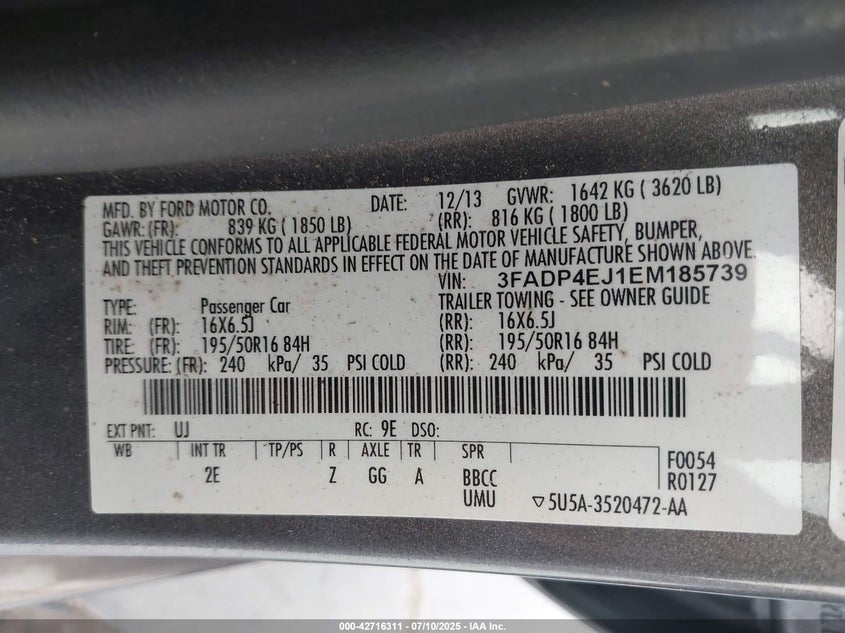 MFD. BY FORD MOTOR CO. DATE: 12/13 GVWR: 1642 KG ( 3620 LB)
GAWR: (FR): 839 KG ( 1850 LB) (RR): 816 KG ( 1800 LB)
THIS VEHICLE CONFORMS TO ALL APPLICABLE FEDERAL MOTOR VEHICLE SAFETY, BUMPER,
AND THEFT PREVENTION STANDARDS IN EFFECT ON THE DATE OF MANUFACTURE SHOWN ABOVE.
VIN: 3FADP4EJ1EM185739
TYPE: Passenger Car TRAILER TOWING - SEE OWNER GUIDE
RIM: (FR): 16X6.5J (RR): 16X6.5J
TIRE: (FR): 195/50R16 84H (RR): 195/50R16 84H
PRESSURE: (FR): 240 kPa/ 35 PSI COLD (RR): 240 kPa/ 35 PSI COLD
EXT PNT: UJ RC: 9E DSO:
WB INT TR TP/PS R AXLE TR SPR F0054
2E Z GG A BBCC R0127
UMU ▽5U5A-3520472-AA
000-42716311 - 07/10/2025 - IAA Inc.